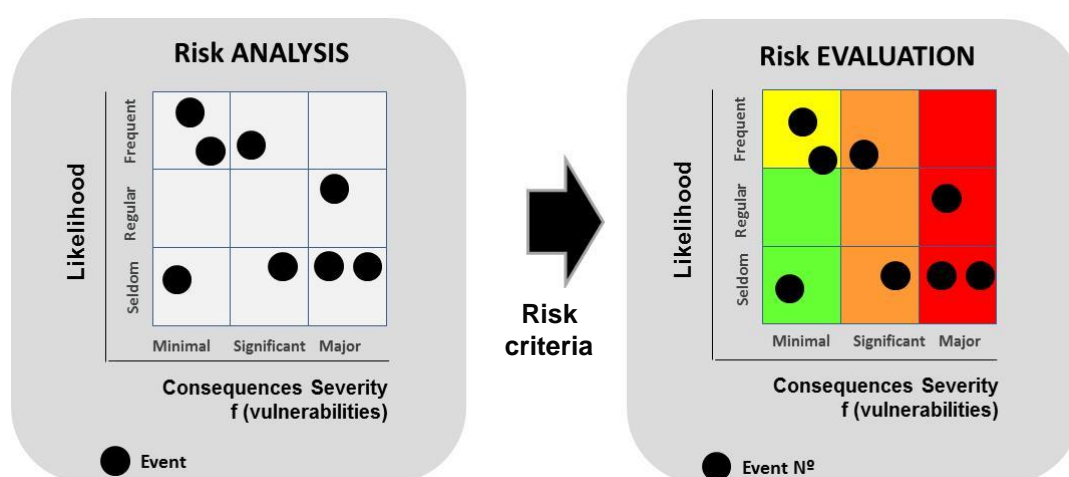 Risk ANALYSIS
Likelihood
Frequent
Regular
Seldom
Minimal Significant Major
Consequences Severity
f (vulnerabilities)
Event
Risk
criteria
Risk EVALUATION
Likelihood
Frequent
Regular
Seldom
Minimal Significant Major
Consequences Severity
f (vulnerabilities)
Event Nº